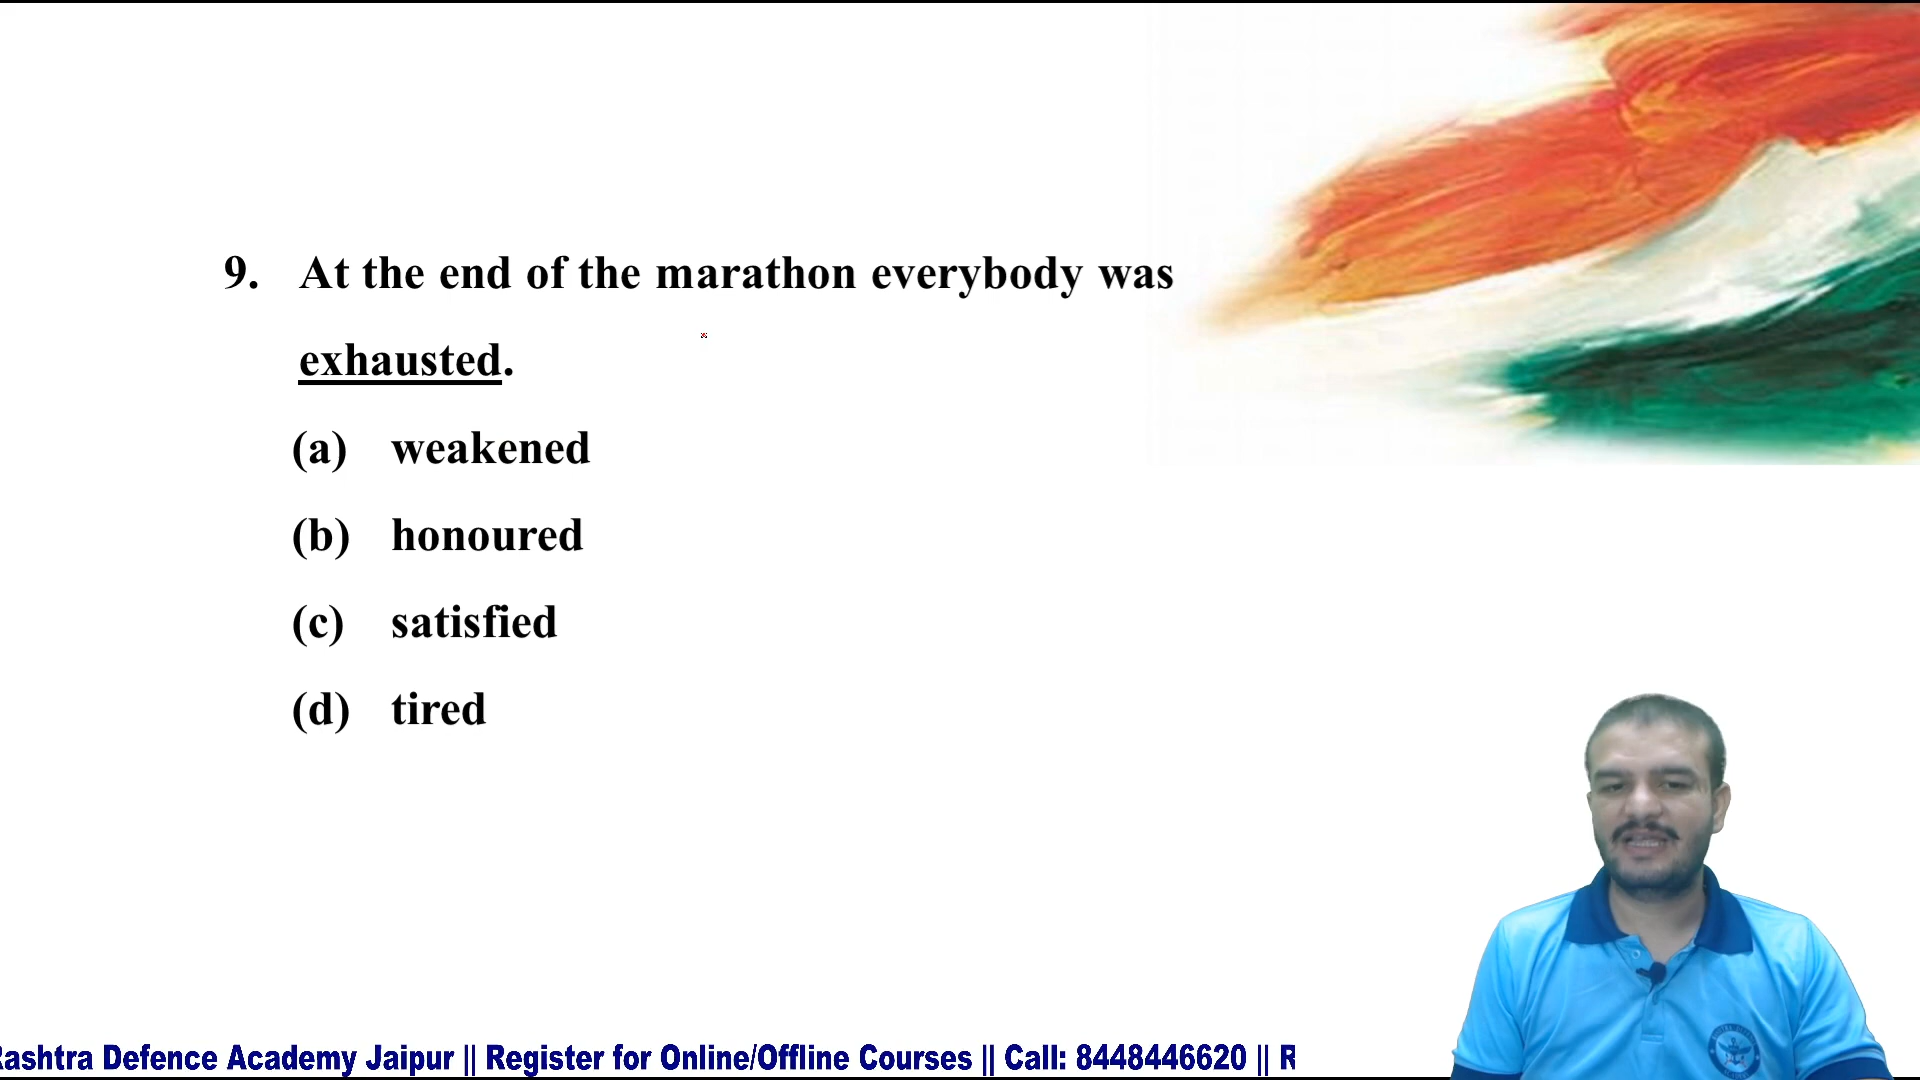 9. At the end of the marathon everybody was
exhausted.
(a) weakened
(b) honoured
(c) satisfied
(d) tired
Rashtra Defence Academy Jaipur || Register for Online/Offline Courses || Call: 8448446620 || R